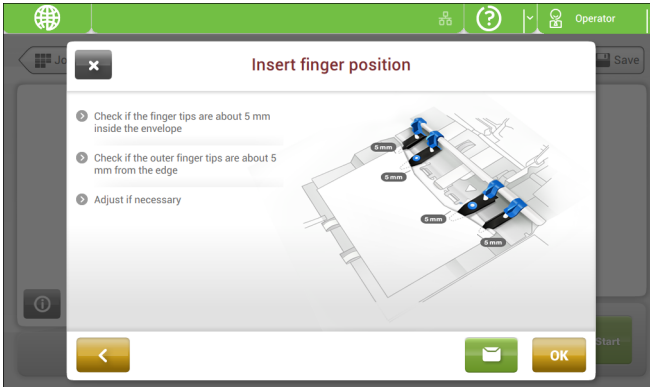 Operator
Jo
Save
Insert finger position
Check if the finger tips are about 5 mm
inside the envelope
Check if the outer finger tips are about 5
mm from the edge
Adjust if necessary
5 mm
5 mm
5 mm
5 mm
Start
OK